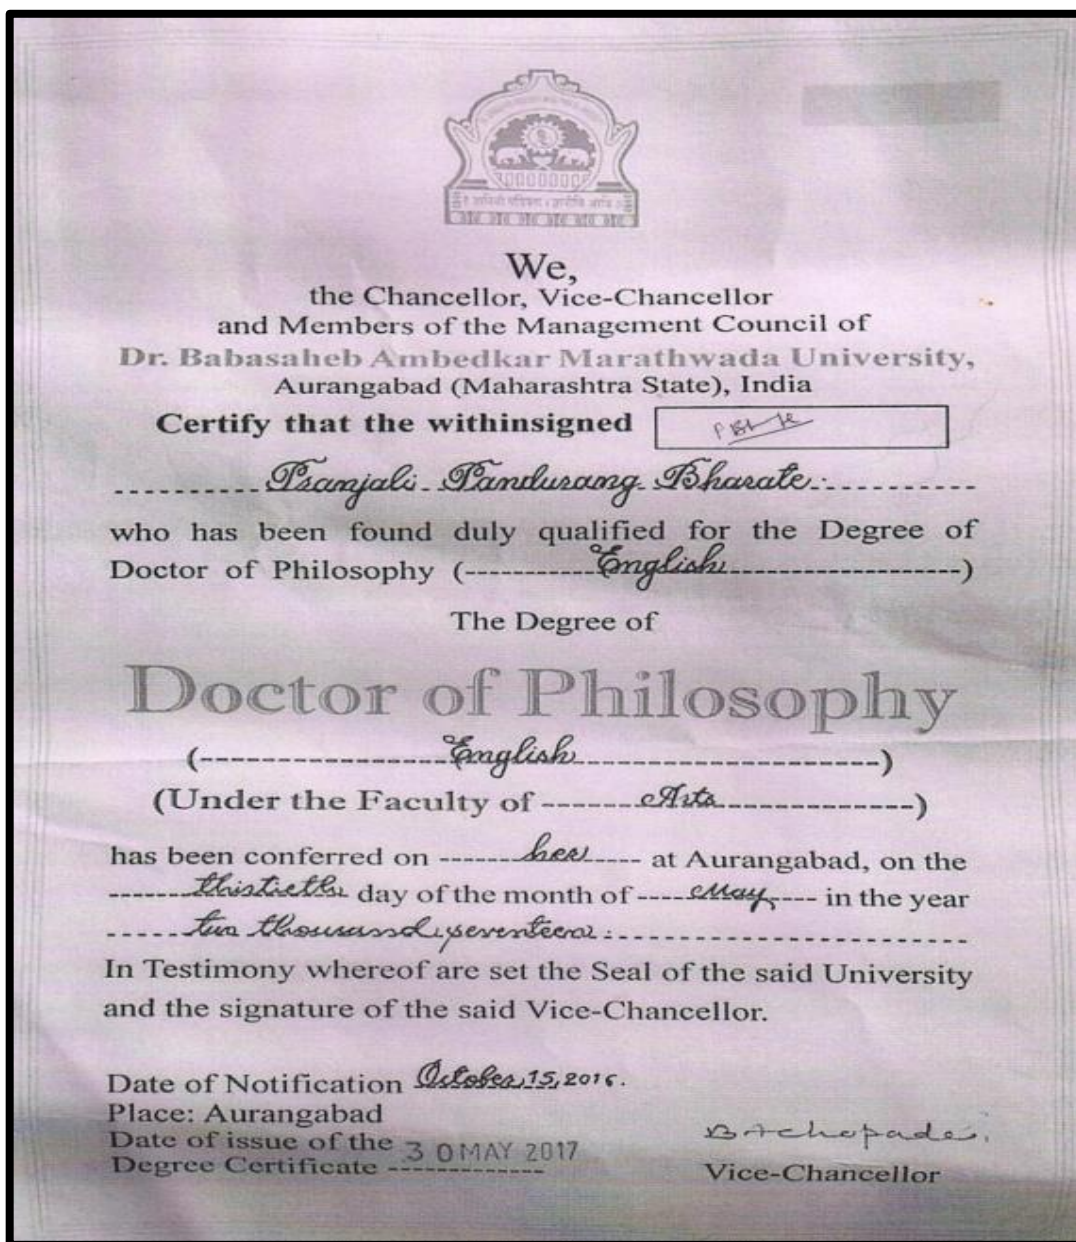 We,
the Chancellor, Vice-Chancellor
and Members of the Management Council of
Dr. Babasaheb Ambedkar Marathwada University,
Aurangabad (Maharashtra State), India
Certify that the withinsigned
Pranjali Pandurang Bharate
who has been found duly qualified for the Degree of
Doctor of Philosophy (----------English--------------------)
The Degree of
Doctor of Philosophy
(-----------------English---------------------)
(Under the Faculty of ------Arts--------------)
has been conferred on ------her---- at Aurangabad, on the
------thirtieth day of the month of ----May,---- in the year
two thousand seventeen
In Testimony whereof are set the Seal of the said University
and the signature of the said Vice-Chancellor.
Date of Notification October, 15, 2016.
Place: Aurangabad
Date of issue of the 30 MAY 2017
Degree Certificate -------------
Vice-Chancellor